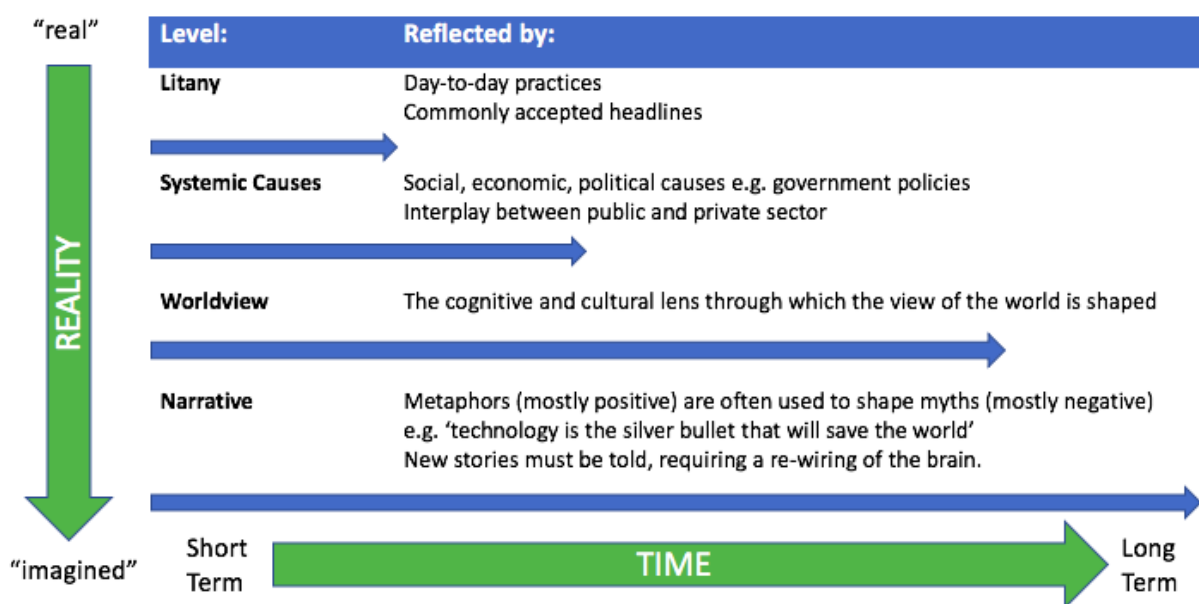 “real”
Level: Reflected by:
Litany Day-to-day practices
Commonly accepted headlines
Systemic Causes Social, economic, political causes e.g. government policies
Interplay between public and private sector
REALITY
Worldview The cognitive and cultural lens through which the view of the world is shaped
Narrative Metaphors (mostly positive) are often used to shape myths (mostly negative)
e.g. ‘technology is the silver bullet that will save the world’
New stories must be told, requiring a re-wiring of the brain.
“imagined”
Short
Term
TIME
Long
Term